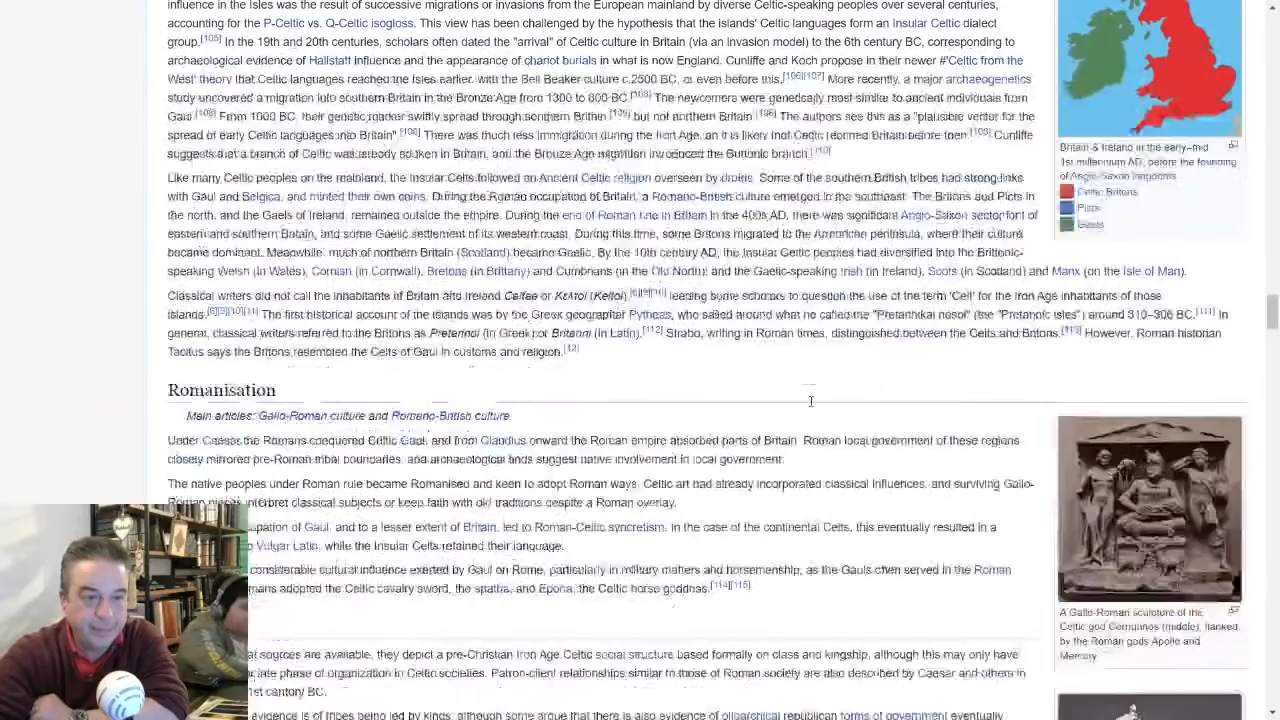 influence in the Isles was the result of successive migrations or invasions from the European mainland by diverse Celtic-speaking peoples over several centuries,
accounting for the P-Celtic vs. Q-Celtic isogloss. This view has been challenged by the hypothesis that the islands' Celtic languages form an Insular Celtic dialect
group.[105] In the 19th and 20th centuries, scholars often dated the "arrival" of Celtic culture in Britain (via an invasion model) to the 6th century BC, corresponding to
archaeological evidence of Hallstatt influence and the appearance of chariot burials in what is now England. Cunliffe and Koch propose in their newer #'Celtic from the
West' theory that Celtic languages reached the Isles earlier, with the Bell Beaker culture c.2500 BC, or even before this.[106][107] More recently, a major archaeogenetics
study uncovered a migration into southern Britain in the Bronze Age from 1300 to 800 BC.[108] The newcomers were genetically most similar to ancient individuals from
Gaul.[108] From 1000 BC, their genetic marker swiftly spread through southern Britain,[109] but not northern Britain.[108] The authors see this as a "plausible vector for the
spread of early Celtic languages into Britain".[108] There was much less immigration during the Iron Age, so it is likely that Celtic reached Britain before then.[108] Cunliffe
suggests that a branch of Celtic was already spoken in Britain, and the Bronze Age migration introduced the Brittonic branch.[110]
Like many Celtic peoples on the mainland, the Insular Celts followed an Ancient Celtic religion overseen by druids. Some of the southern British tribes had strong links
with Gaul and Belgica, and minted their own coins. During the Roman occupation of Britain, a Romano-British culture emerged in the southeast. The Britons and Picts in
the north, and the Gaels of Ireland, remained outside the empire. During the end of Roman rule in Britain in the 400s AD, there was significant Anglo-Saxon settlement of
eastern and southern Britain, and some Gaelic settlement of its western coast. During this time, some Britons migrated to the Armorican peninsula, where their culture
became dominant. Meanwhile, much of northern Britain (Scotland) became Gaelic. By the 10th century AD, the Insular Celtic peoples had diversified into the Brittonic-
speaking Welsh (in Wales), Cornish (in Cornwall), Bretons (in Brittany) and Cumbrians (in the Old North); and the Gaelic-speaking Irish (in Ireland), Scots (in Scotland) and Manx (on the Isle of Man).
Classical writers did not call the inhabitants of Britain and Ireland Celtae or Κελτοί (Keltoi),[6][9][10] leading some scholars to question the use of the term 'Celt' for the Iron Age inhabitants of those
islands.[6][9][10][11] The first historical account of the islands was by the Greek geographer Pytheas, who sailed around what he called the "Pretannikai nesoi" (the "Pretannic isles") around 310–306 BC.[111] In
general, classical writers referred to the Britons as Pretannoi (in Greek) or Britanni (in Latin).[112] Strabo, writing in Roman times, distinguished between the Celts and Britons.[113] However, Roman historian
Tacitus says the Britons resembled the Celts of Gaul in customs and religion.[12]
Britain & Ireland in the early–mid
1st millennium AD, before the founding
of Anglo-Saxon kingdoms
Celtic Britons
Picts
Gaels
Romanisation
Main articles: Gallo-Roman culture and Romano-British culture
Under Caesar the Romans conquered Celtic Gaul, and from Claudius onward the Roman empire absorbed parts of Britain. Roman local government of these regions
closely mirrored pre-Roman tribal boundaries, and archaeological finds suggest native involvement in local government.
The native peoples under Roman rule became Romanised and keen to adopt Roman ways. Celtic art had already incorporated classical influences, and surviving Gallo-
Roman pieces interpret classical subjects or keep faith with old traditions despite a Roman overlay.
of Gaul, and to a lesser extent of Britain, led to Roman-Celtic syncretism. In the case of the continental Celts, this eventually resulted in a
Vulgar Latin, while the Insular Celts retained their language.
considerable cultural influence exerted by Gaul on Rome, particularly in military matters and horsemanship, as the Gauls often served in the Roman
adopted the Celtic cavalry sword, the spatha, and Epona, the Celtic horse goddess.[114][115]
A Gallo-Roman sculpture of the
Celtic god Cernunnos (middle), flanked
by the Roman gods Apollo and
Mercury
sources are available, they depict a pre-Christian Iron Age Celtic social structure based formally on class and kingship, although this may only have
phase of organization in Celtic societies. Patron-client relationships similar to those of Roman society are also described by Caesar and others in
1st century BC.
evidence is of tribes being led by kings, although some argue that there is also evidence of oligarchical republican forms of government eventually